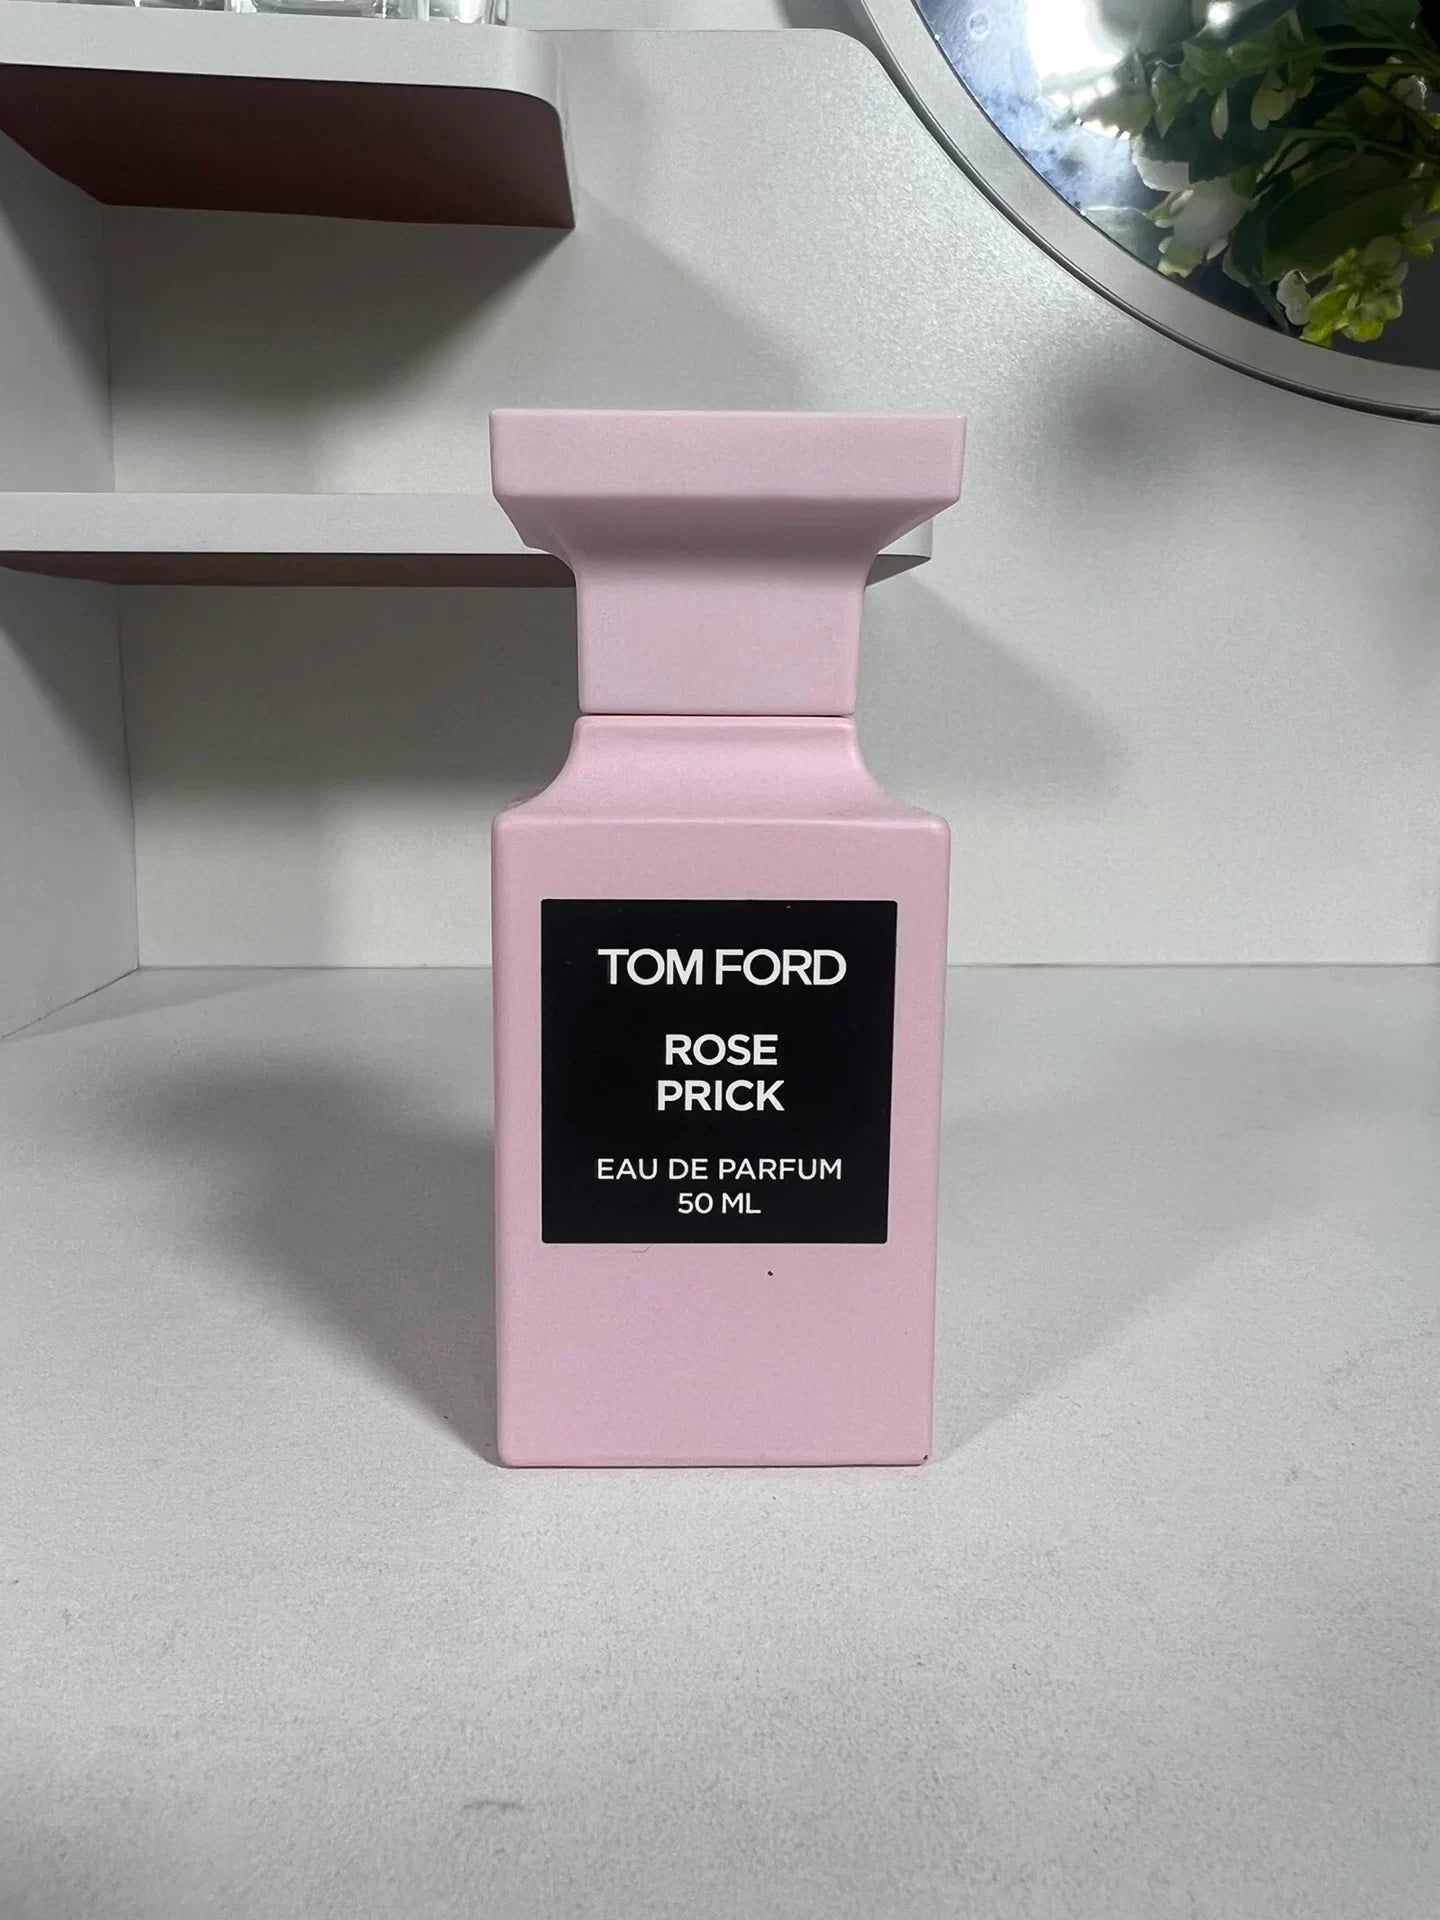 TOM FORD
ROSE
PRICK
EAU DE PARFUM
50 ML